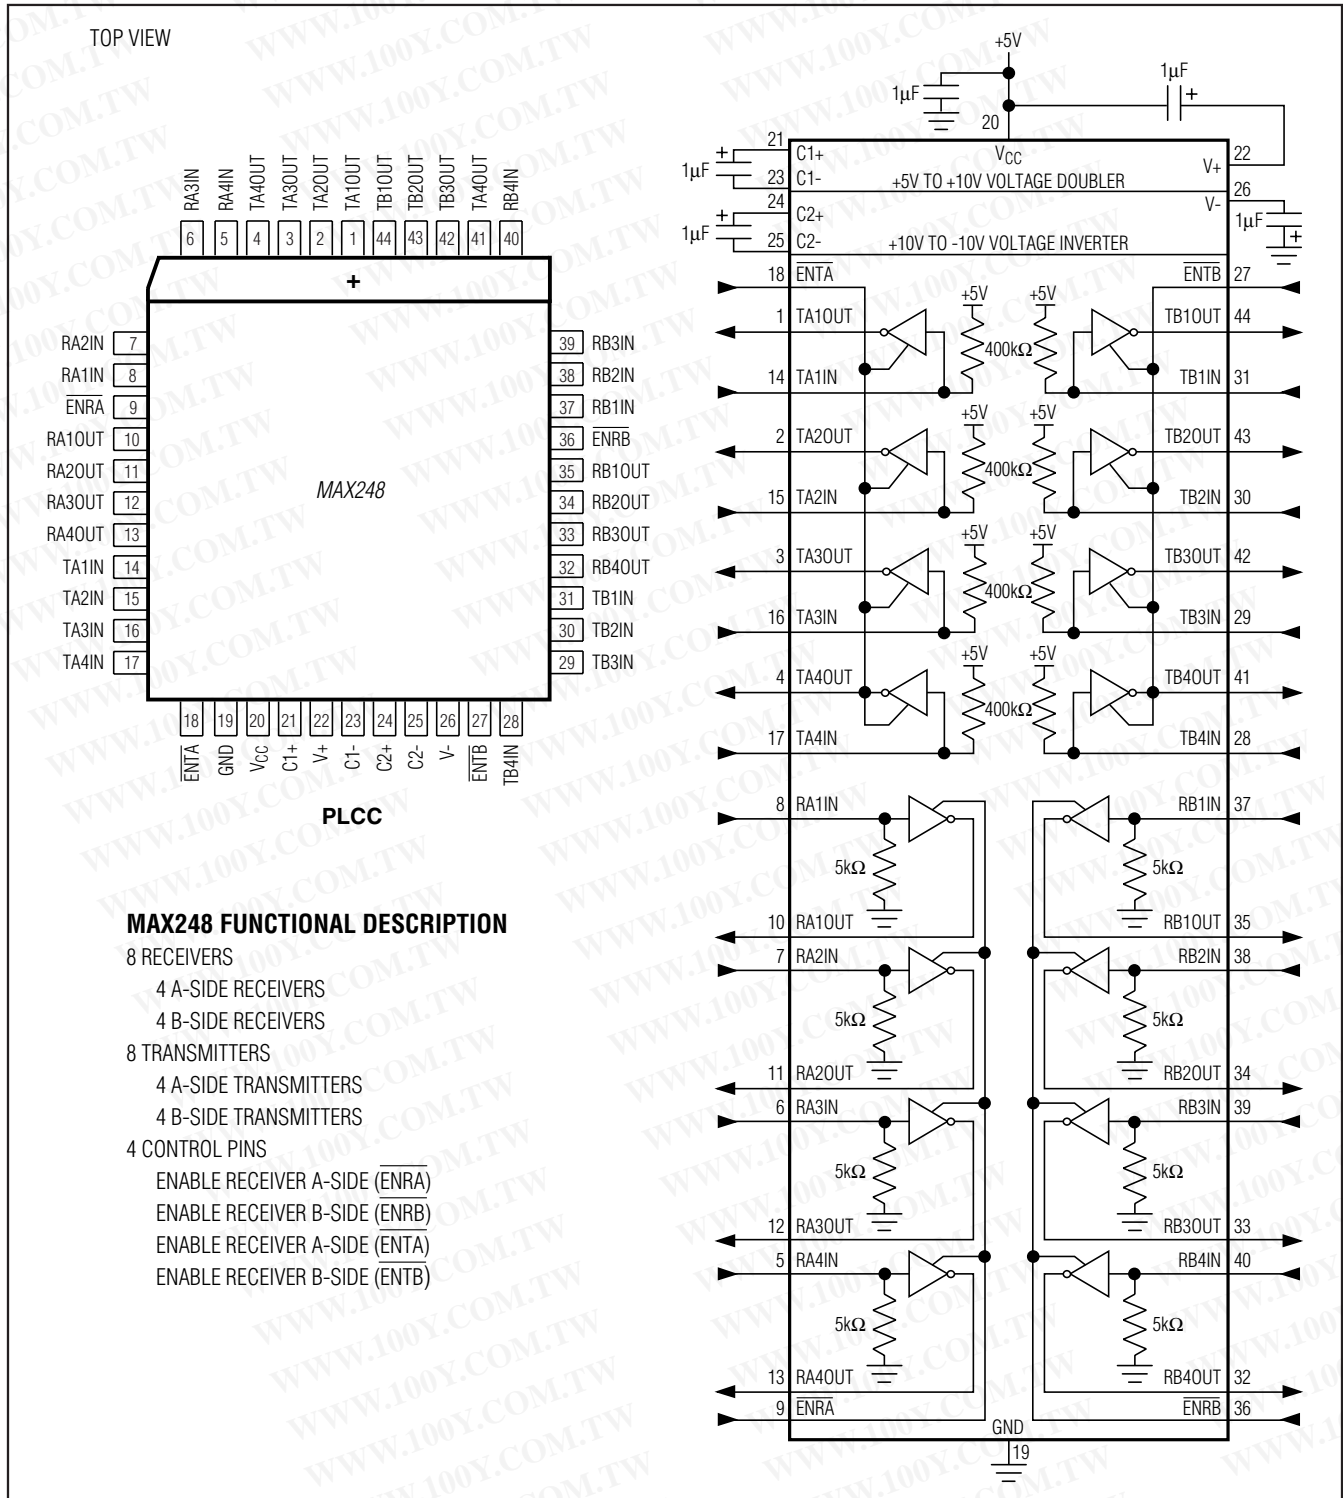 TOP VIEW
RA3IN
RA4IN
TA4OUT
TA3OUT
TA2OUT
TA1OUT
TB1OUT
TB2OUT
TB3OUT
TA4OUT
RB4IN
6 5 4 3 2 1 44 43 42 41 40
+
RA2IN 7
RA1IN 8
E̅N̅R̅A̅ 9
RA1OUT 10
RA2OUT 11
RA3OUT 12
RA4OUT 13
TA1IN 14
TA2IN 15
TA3IN 16
TA4IN 17
MAX248
39 RB3IN
38 RB2IN
37 RB1IN
36 E̅N̅R̅B̅
35 RB1OUT
34 RB2OUT
33 RB3OUT
32 RB4OUT
31 TB1IN
30 TB2IN
29 TB3IN
18 19 20 21 22 23 24 25 26 27 28
E̅N̅T̅A̅
GND
VCC
C1+
V+
C1-
C2+
C2-
V-
E̅N̅T̅B̅
TB4IN
PLCC
MAX248 FUNCTIONAL DESCRIPTION
8 RECEIVERS
4 A-SIDE RECEIVERS
4 B-SIDE RECEIVERS
8 TRANSMITTERS
4 A-SIDE TRANSMITTERS
4 B-SIDE TRANSMITTERS
4 CONTROL PINS
ENABLE RECEIVER A-SIDE (E̅N̅R̅A̅)
ENABLE RECEIVER B-SIDE (E̅N̅R̅B̅)
ENABLE RECEIVER A-SIDE (E̅N̅T̅A̅)
ENABLE RECEIVER B-SIDE (E̅N̅T̅B̅)
+5V
1µF
1µF +
20
VCC
21 C1+
+ 1µF
23 C1-
+5V TO +10V VOLTAGE DOUBLER
V+ 22
24 C2+
+ 1µF
25 C2-
+10V TO -10V VOLTAGE INVERTER
V- 26
1µF +
18 E̅N̅T̅A̅
E̅N̅T̅B̅ 27
+5V +5V
1 TA1OUT
400kΩ
TB1OUT 44
14 TA1IN
TB1IN 31
+5V +5V
2 TA2OUT
400kΩ
TB2OUT 43
15 TA2IN
TB2IN 30
+5V +5V
3 TA3OUT
400kΩ
TB3OUT 42
16 TA3IN
TB3IN 29
+5V +5V
4 TA4OUT
400kΩ
TB4OUT 41
17 TA4IN
TB4IN 28
8 RA1IN
RB1IN 37
5kΩ 5kΩ
10 RA1OUT
RB1OUT 35
7 RA2IN
RB2IN 38
5kΩ 5kΩ
11 RA2OUT
RB2OUT 34
6 RA3IN
RB3IN 39
5kΩ 5kΩ
12 RA3OUT
RB3OUT 33
5 RA4IN
RB4IN 40
5kΩ 5kΩ
13 RA4OUT
RB4OUT 32
9 E̅N̅R̅A̅
E̅N̅R̅B̅ 36
GND
19
WWW.100Y.COM.TW